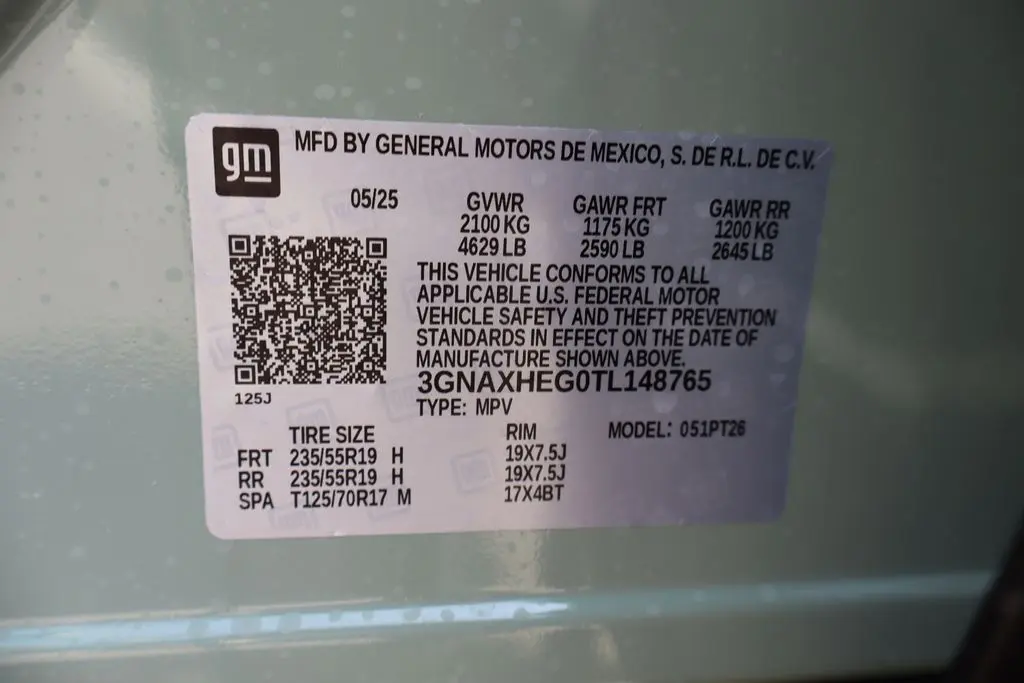 gm
MFD BY GENERAL MOTORS DE MEXICO, S. DE R.L. DE C.V.
05/25 GVWR GAWR FRT GAWR RR
2100 KG 1175 KG 1200 KG
4629 LB 2590 LB 2645 LB
THIS VEHICLE CONFORMS TO ALL
APPLICABLE U.S. FEDERAL MOTOR
VEHICLE SAFETY AND THEFT PREVENTION
STANDARDS IN EFFECT ON THE DATE OF
MANUFACTURE SHOWN ABOVE.
3GNAXHEG0TL148765
125J
TYPE: MPV
TIRE SIZE RIM MODEL: 051PT26
FRT 235/55R19 H 19X7.5J
RR 235/55R19 H 19X7.5J
SPA T125/70R17 M 17X4BT